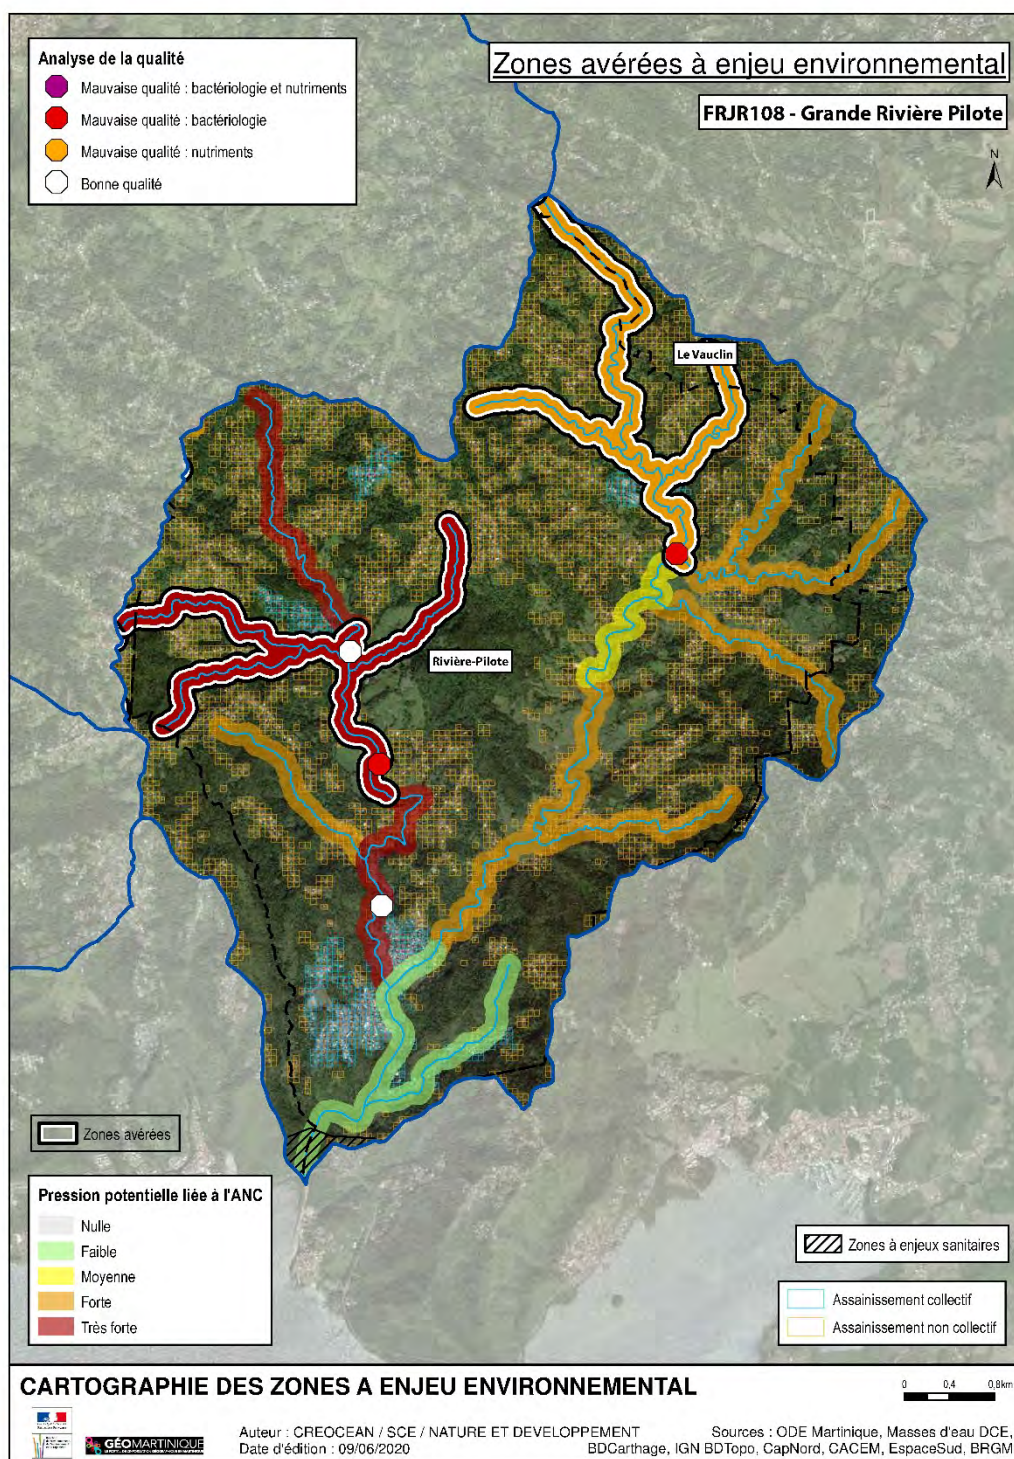 Analyse de la qualité
Mauvaise qualité : bactériologie et nutriments
Mauvaise qualité : bactériologie
Mauvaise qualité : nutriments
Bonne qualité
Zones avérées à enjeu environnemental
FRJR108 - Grande Rivière Pilote
N
Le Vauclin
Rivière-Pilote
Zones avérées
Pression potentielle liée à l'ANC
Nulle
Faible
Moyenne
Forte
Très forte
Zones à enjeux sanitaires
Assainissement collectif
Assainissement non collectif
CARTOGRAPHIE DES ZONES A ENJEU ENVIRONNEMENTAL
0 0,4 0,8km
GÉOMARTINIQUE
Auteur : CREOCEAN / SCE / NATURE ET DEVELOPPEMENT
Date d'édition : 09/06/2020
Sources : ODE Martinique, Masses d'eau DCE,
BDCarthage, IGN BDTopo, CapNord, CACEM, EspaceSud, BRGM